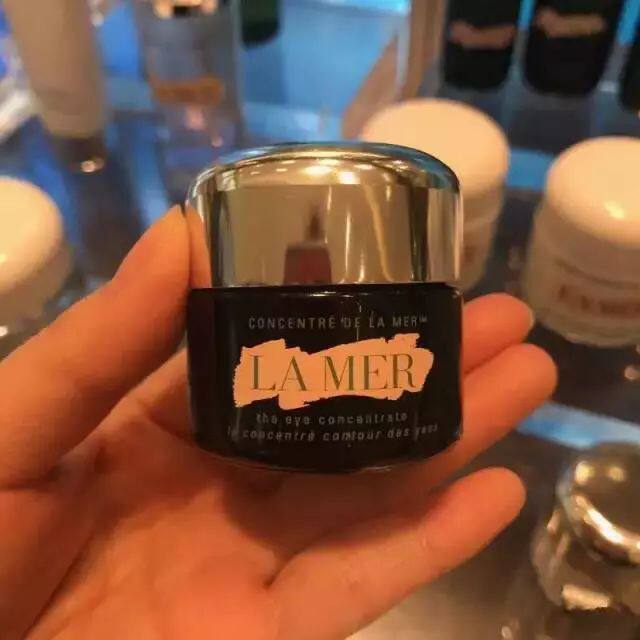 CONCENTRÉ DE LA MER™
LA MER
the eye concentrate
le concentré contour des yeux